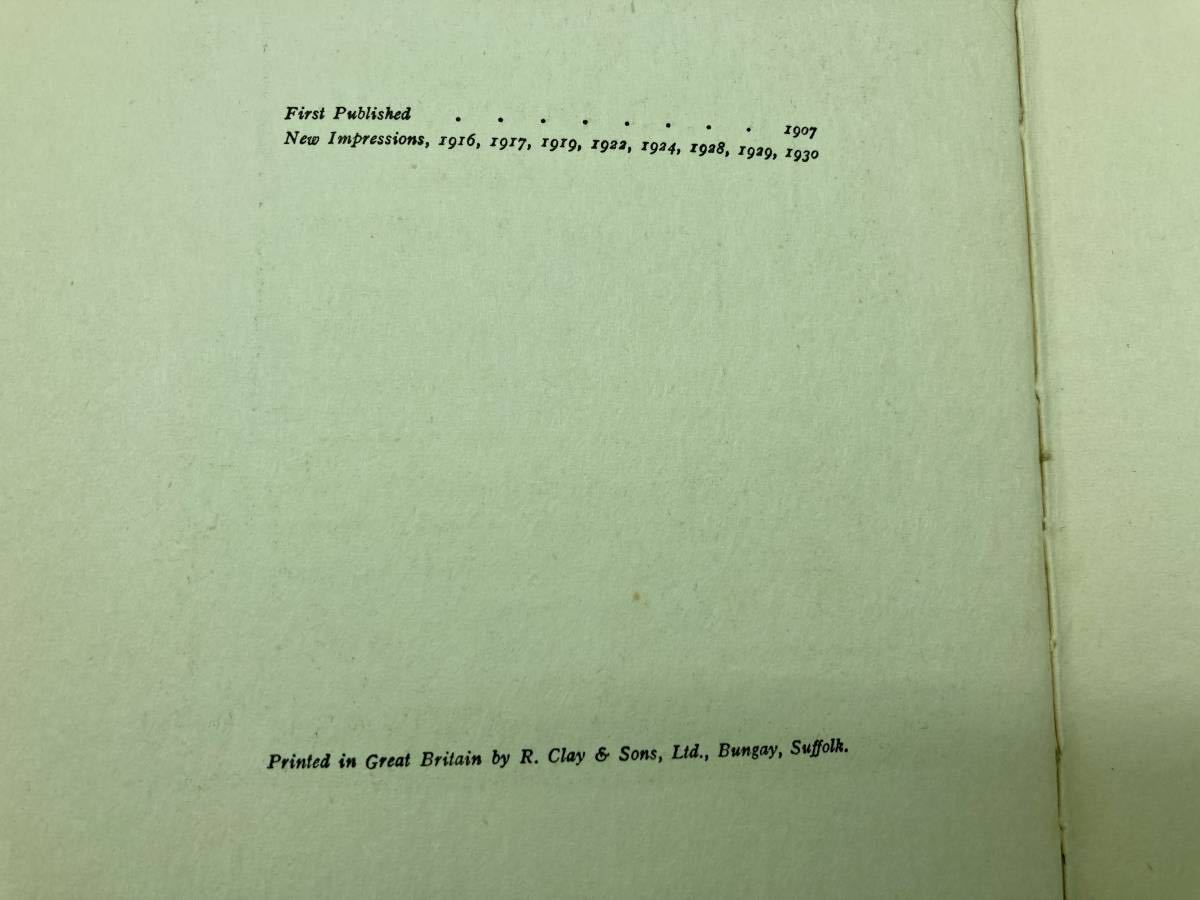 First Published . . . . . . . . 1907
New Impressions, 1916, 1917, 1919, 1922, 1924, 1928, 1929, 1930
Printed in Great Britain by R. Clay & Sons, Ltd., Bungay, Suffolk.